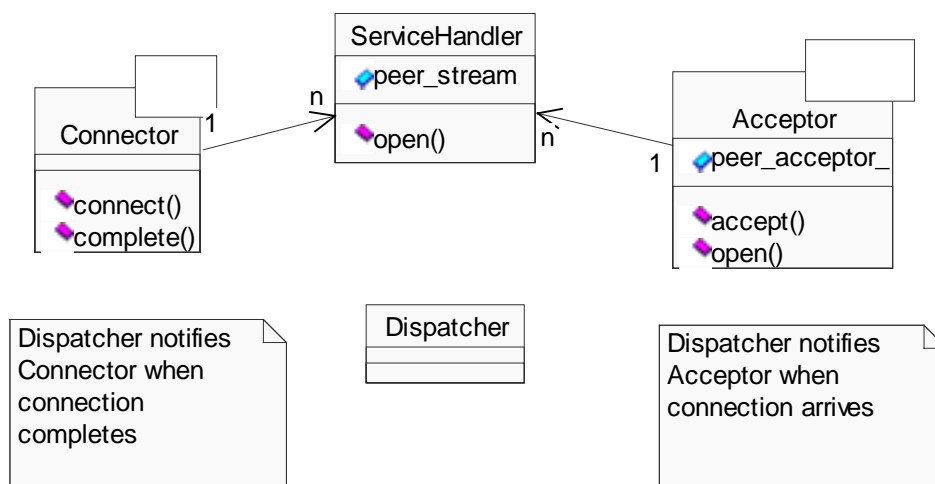 ServiceHandler
peer_stream
open()
n
n`
1
Connector
connect()
complete()
1
Acceptor
peer_acceptor_
accept()
open()
Dispatcher
Dispatcher notifies
Connector when
connection
completes
Dispatcher notifies
Acceptor when
connection arrives